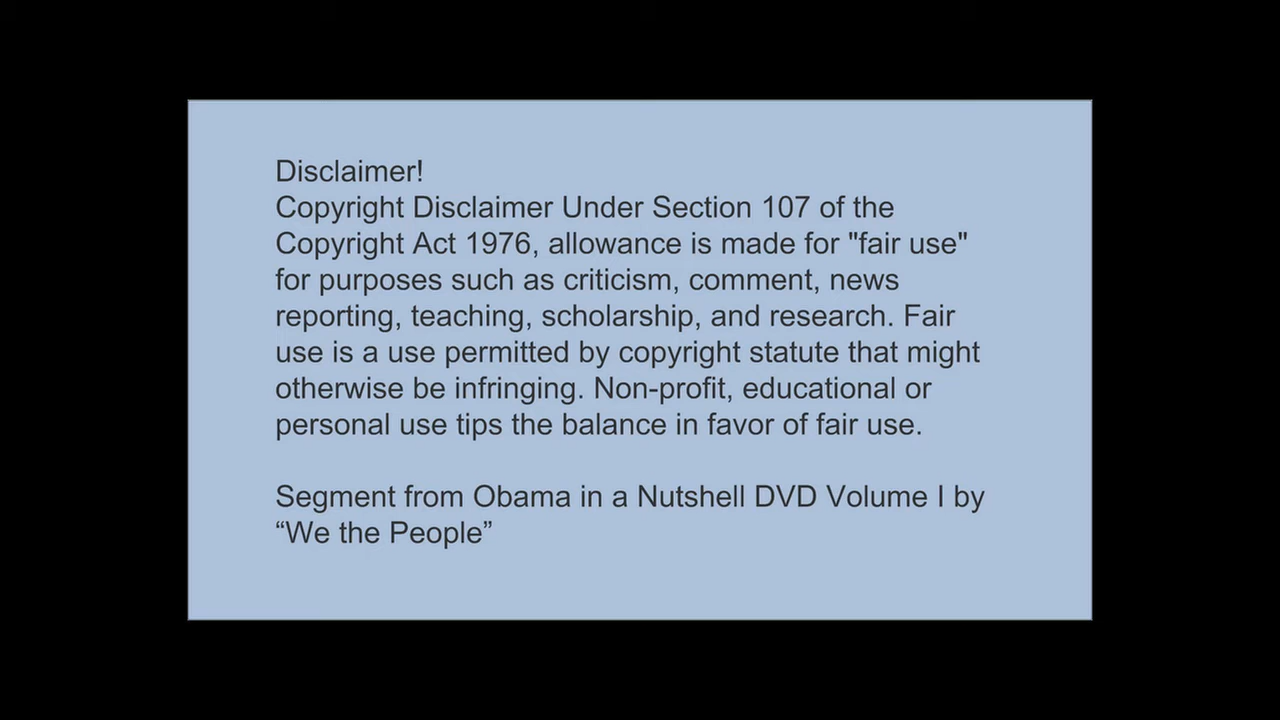 Disclaimer!
Copyright Disclaimer Under Section 107 of the
Copyright Act 1976, allowance is made for "fair use"
for purposes such as criticism, comment, news
reporting, teaching, scholarship, and research. Fair
use is a use permitted by copyright statute that might
otherwise be infringing. Non-profit, educational or
personal use tips the balance in favor of fair use.
Segment from Obama in a Nutshell DVD Volume I by
“We the People”